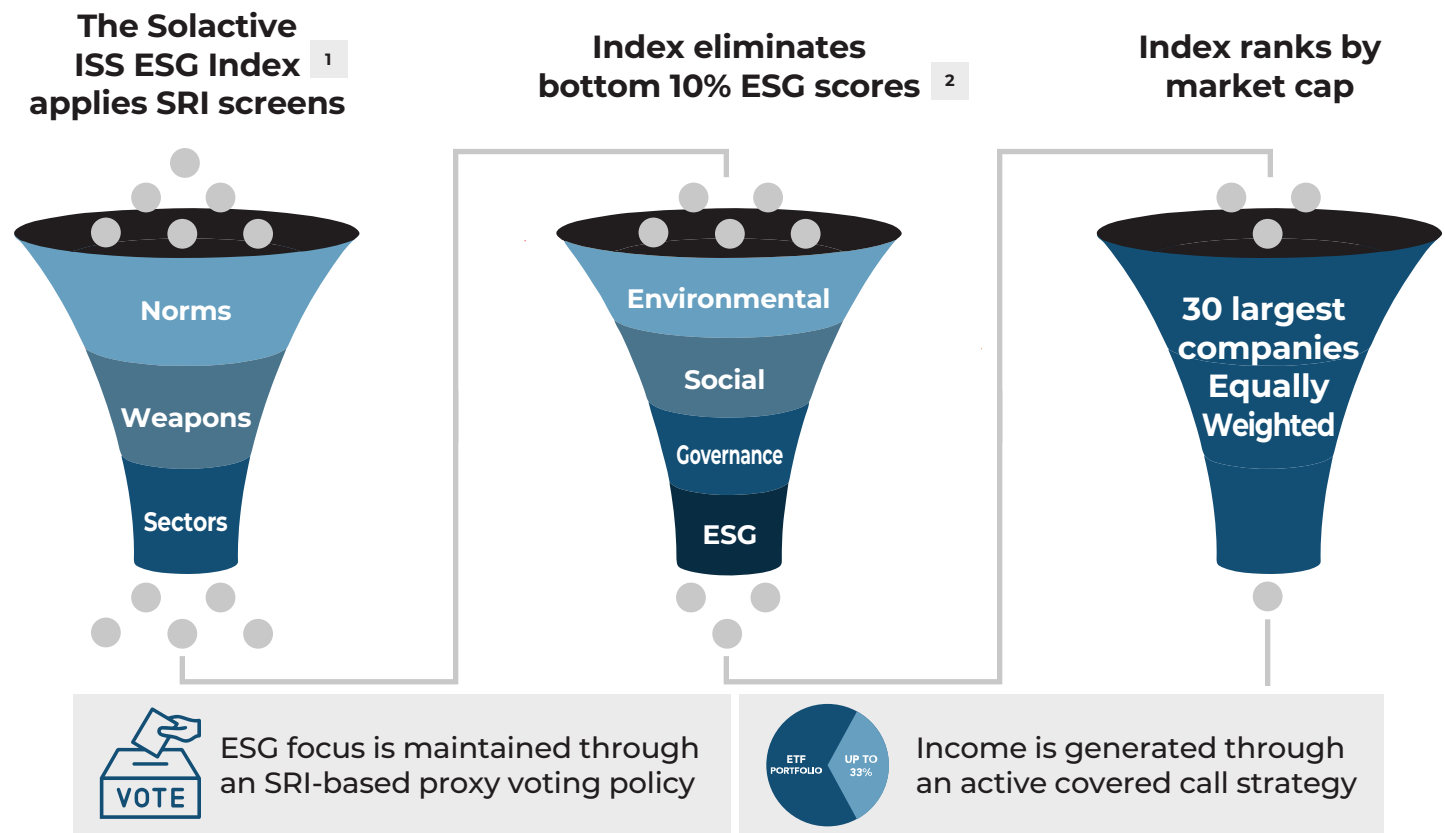 The Solactive
ISS ESG Index 1
applies SRI screens
Index eliminates
bottom 10% ESG scores 2
Index ranks by
market cap
Norms
Weapons
Sectors
Environmental
Social
Governance
ESG
30 largest
companies
Equally
Weighted
VOTE
ESG focus is maintained through
an SRI-based proxy voting policy
ETF
PORTFOLIO
UP TO
33%
Income is generated through
an active covered call strategy